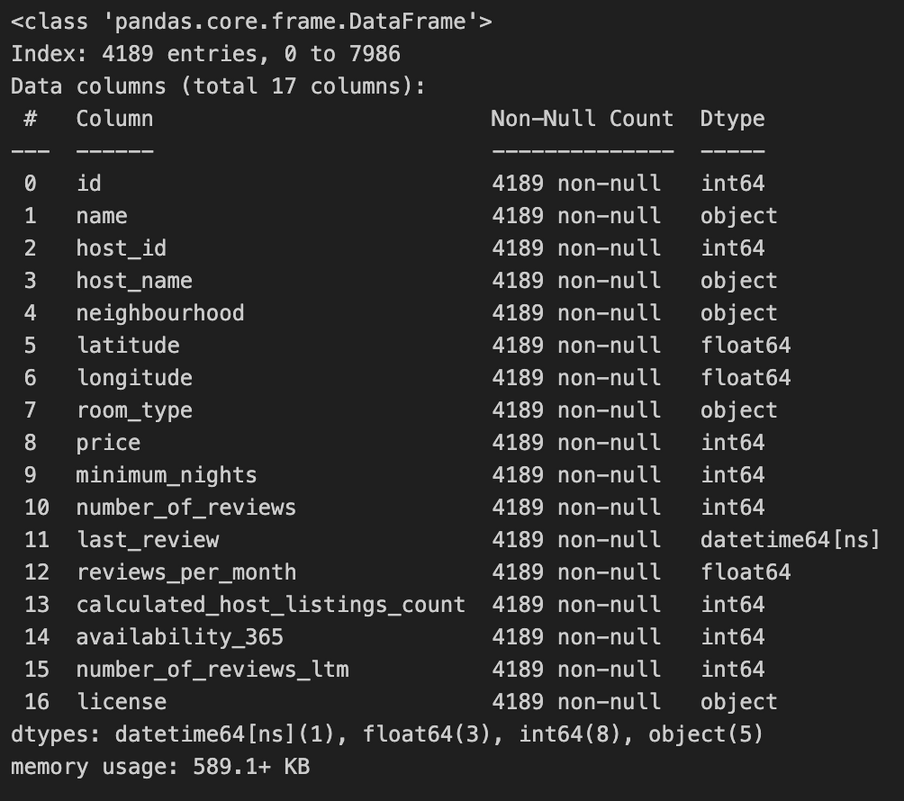 <class 'pandas.core.frame.DataFrame'>
Index: 4189 entries, 0 to 7986
Data columns (total 17 columns):
 #   Column                          Non-Null Count  Dtype
---  ------                          --------------  -----
 0   id                              4189 non-null   int64
 1   name                            4189 non-null   object
 2   host_id                         4189 non-null   int64
 3   host_name                       4189 non-null   object
 4   neighbourhood                   4189 non-null   object
 5   latitude                        4189 non-null   float64
 6   longitude                       4189 non-null   float64
 7   room_type                       4189 non-null   object
 8   price                           4189 non-null   int64
 9   minimum_nights                  4189 non-null   int64
 10  number_of_reviews               4189 non-null   int64
 11  last_review                     4189 non-null   datetime64[ns]
 12  reviews_per_month               4189 non-null   float64
 13  calculated_host_listings_count  4189 non-null   int64
 14  availability_365                4189 non-null   int64
 15  number_of_reviews_ltm           4189 non-null   int64
 16  license                         4189 non-null   object
dtypes: datetime64[ns](1), float64(3), int64(8), object(5)
memory usage: 589.1+ KB